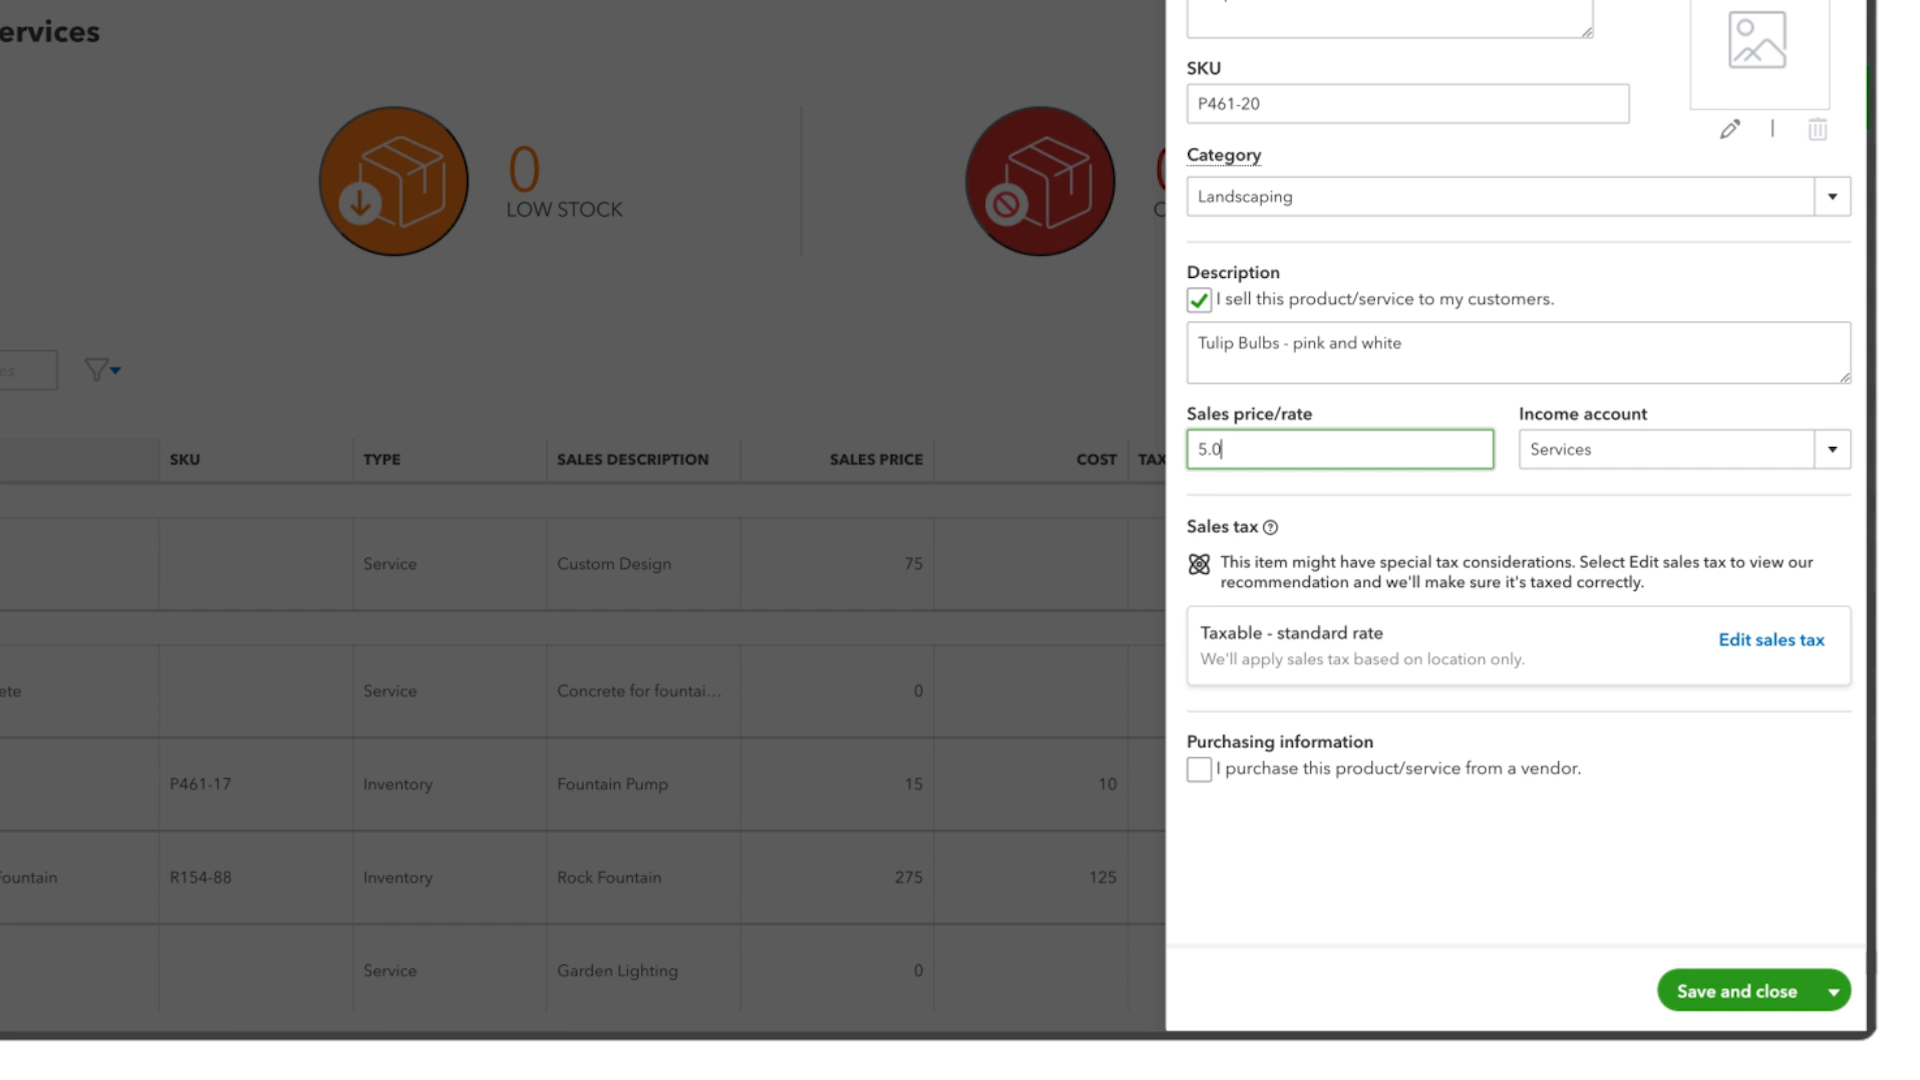 ervices
0
LOW STOCK
es
SKU TYPE SALES DESCRIPTION SALES PRICE COST TAX
Service Custom Design 75
ete Service Concrete for fountai... 0
P461-17 Inventory Fountain Pump 15 10
Fountain R154-88 Inventory Rock Fountain 275 125
Service Garden Lighting 0
SKU
P461-20
Category
Landscaping
Description
I sell this product/service to my customers.
Tulip Bulbs - pink and white
Sales price/rate Income account
5.0 Services
Sales tax ?
This item might have special tax considerations. Select Edit sales tax to view our
recommendation and we'll make sure it's taxed correctly.
Taxable - standard rate
Edit sales tax
We'll apply sales tax based on location only.
Purchasing information
I purchase this product/service from a vendor.
Save and close